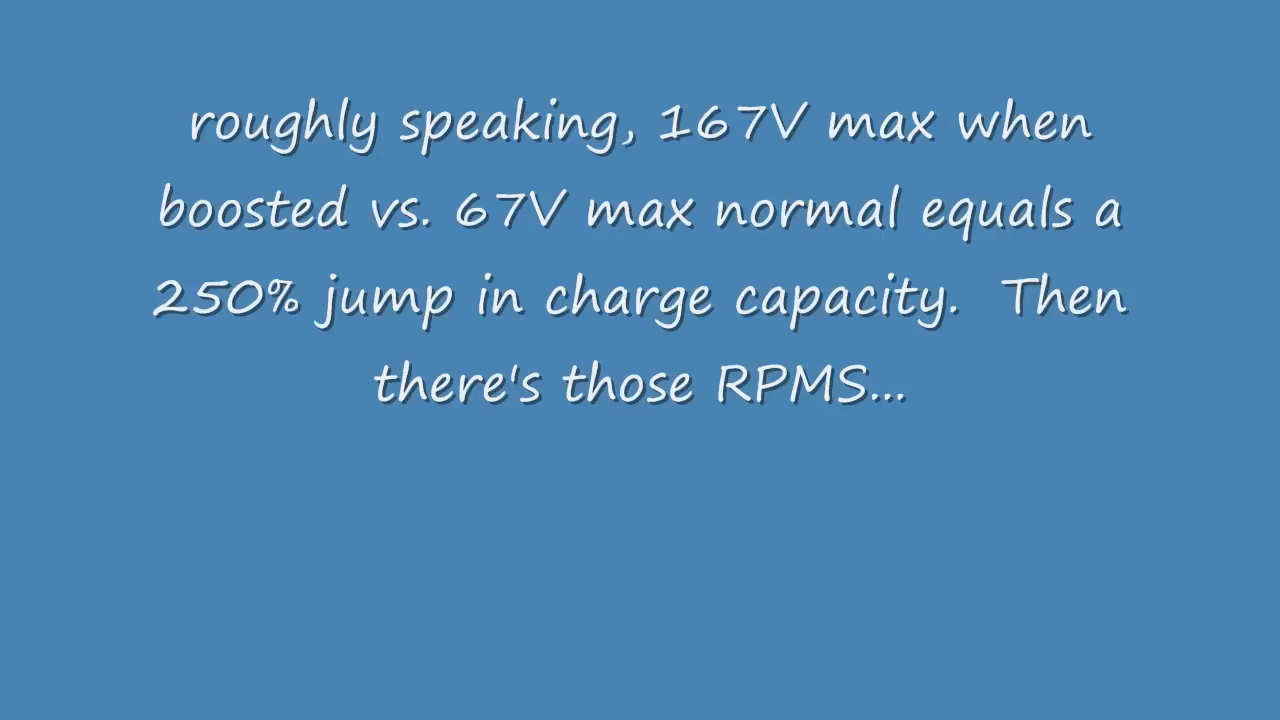 roughly speaking, 167V max when
boosted vs. 67V max normal equals a
250% jump in charge capacity.  Then
there's those RPMS...